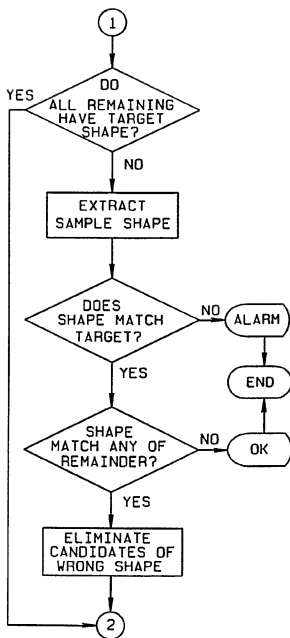 1
DO
ALL REMAINING
HAVE TARGET
SHAPE?
YES
NO
EXTRACT
SAMPLE SHAPE
DOES
SHAPE MATCH
TARGET?
NO
ALARM
YES
END
SHAPE
MATCH ANY OF
REMAINDER?
NO
OK
YES
ELIMINATE
CANDIDATES OF
WRONG SHAPE
2